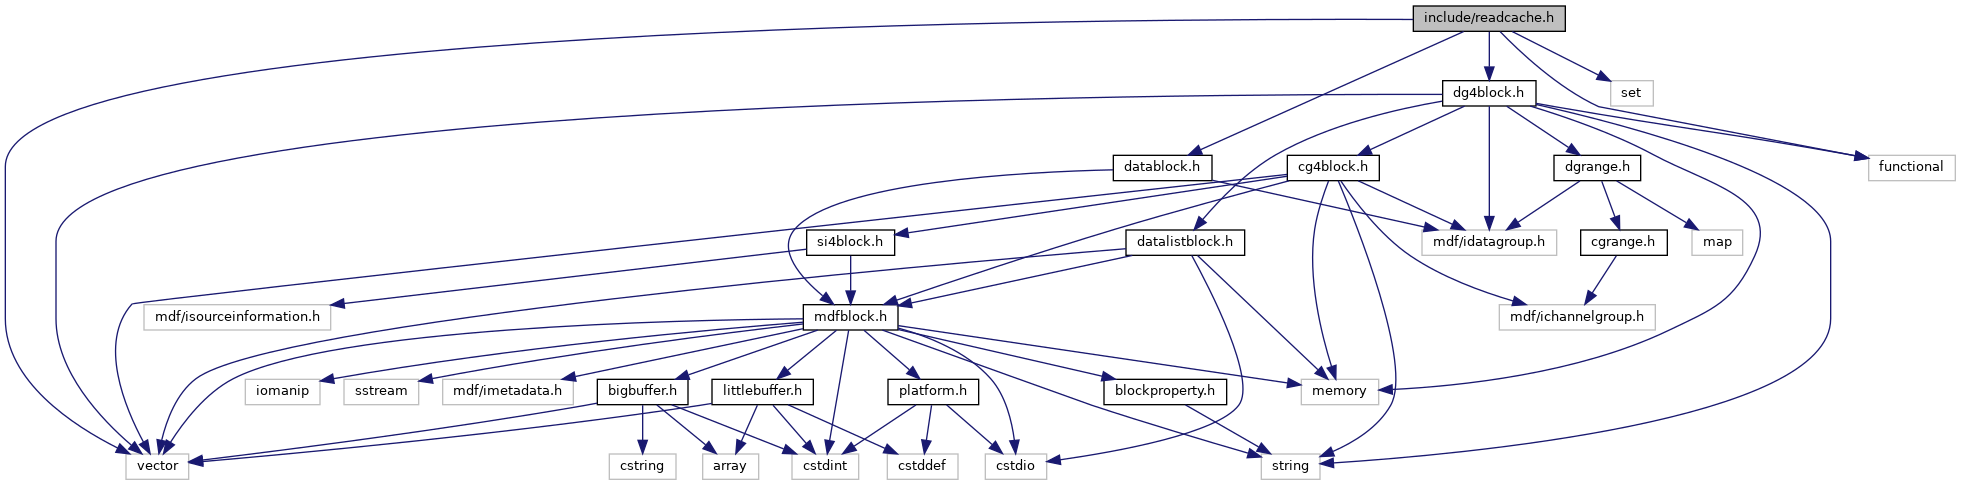 include/readcache.h
dg4block.h
set
datablock.h
cg4block.h
dgrange.h
functional
si4block.h
datalistblock.h
mdf/idatagroup.h
cgrange.h
map
mdf/isourceinformation.h
mdfblock.h
mdf/ichannelgroup.h
iomanip
sstream
mdf/imetadata.h
bigbuffer.h
littlebuffer.h
platform.h
blockproperty.h
memory
vector
cstring
array
cstdint
cstddef
cstdio
string